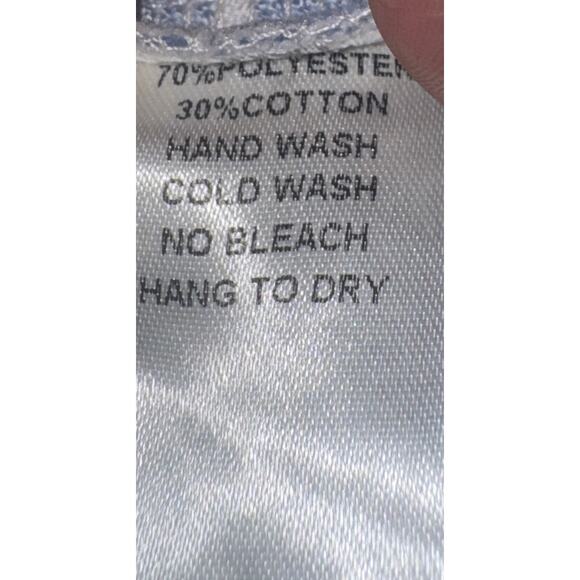 70%POLYESTER
30%COTTON
HAND WASH
COLD WASH
NO BLEACH
HANG TO DRY